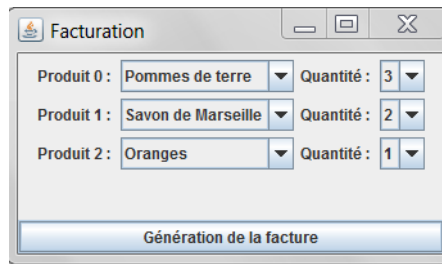 Facturation
Produit 0 : Pommes de terre Quantité : 3
Produit 1 : Savon de Marseille Quantité : 2
Produit 2 : Oranges Quantité : 1
Génération de la facture